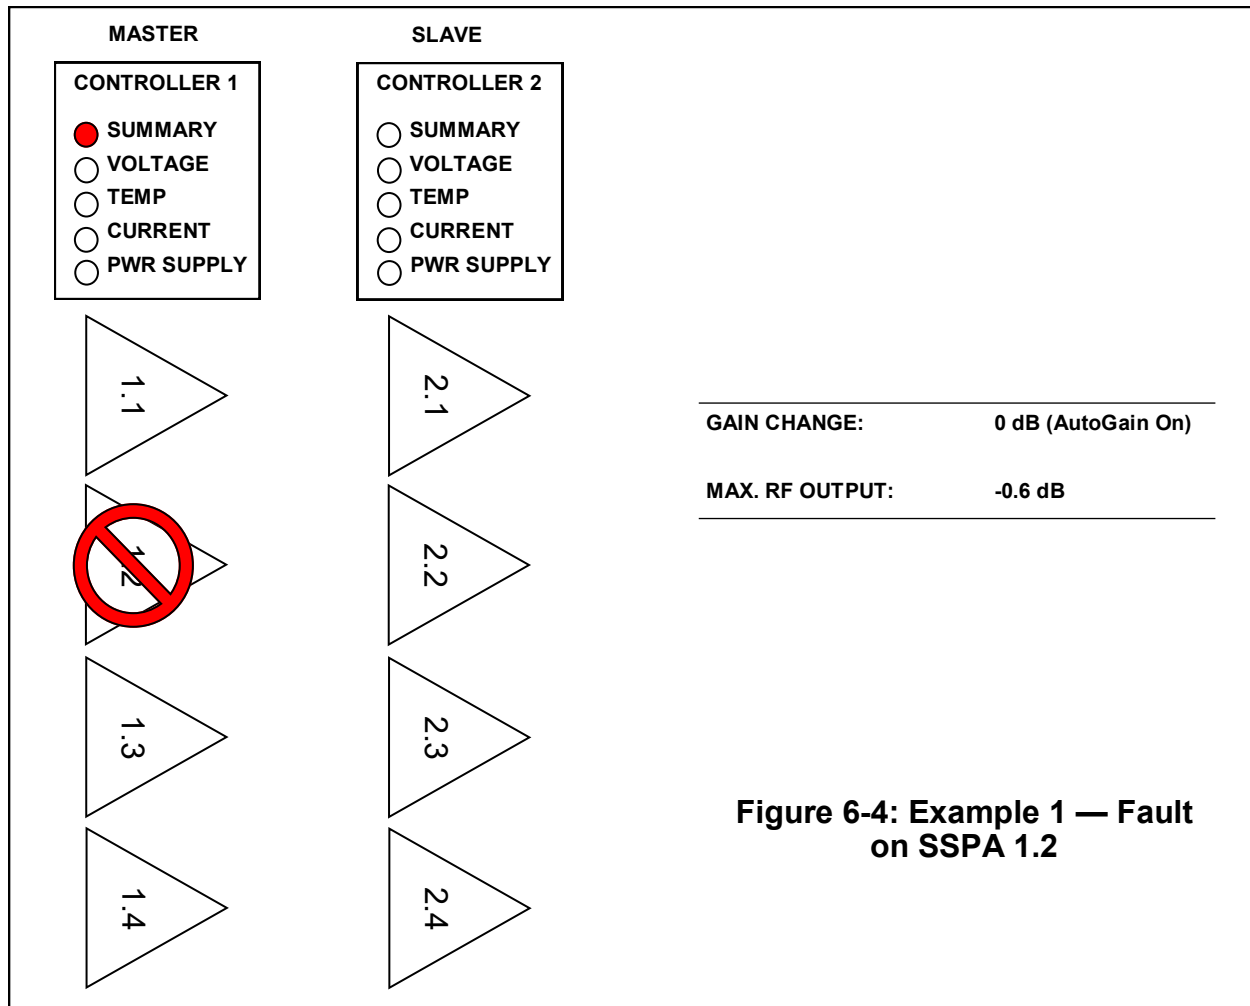 MASTER
SLAVE
CONTROLLER 1
SUMMARY
VOLTAGE
TEMP
CURRENT
PWR SUPPLY
CONTROLLER 2
SUMMARY
VOLTAGE
TEMP
CURRENT
PWR SUPPLY
1.1
2.1
1.2
2.2
1.3
2.3
1.4
2.4
GAIN CHANGE: 0 dB (AutoGain On)
MAX. RF OUTPUT: -0.6 dB
Figure 6-4: Example 1 — Fault
on SSPA 1.2